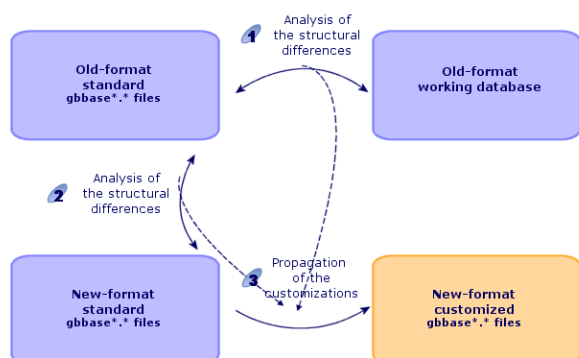 1
Analysis of
the structural
differences
Old-format
standard
gbbase*.* files
Old-format
working database
2
Analysis of
the structural
differences
3
Propagation
of the
customizations
New-format
standard
gbbase*.* files
New-format
customized
gbbase*.* files